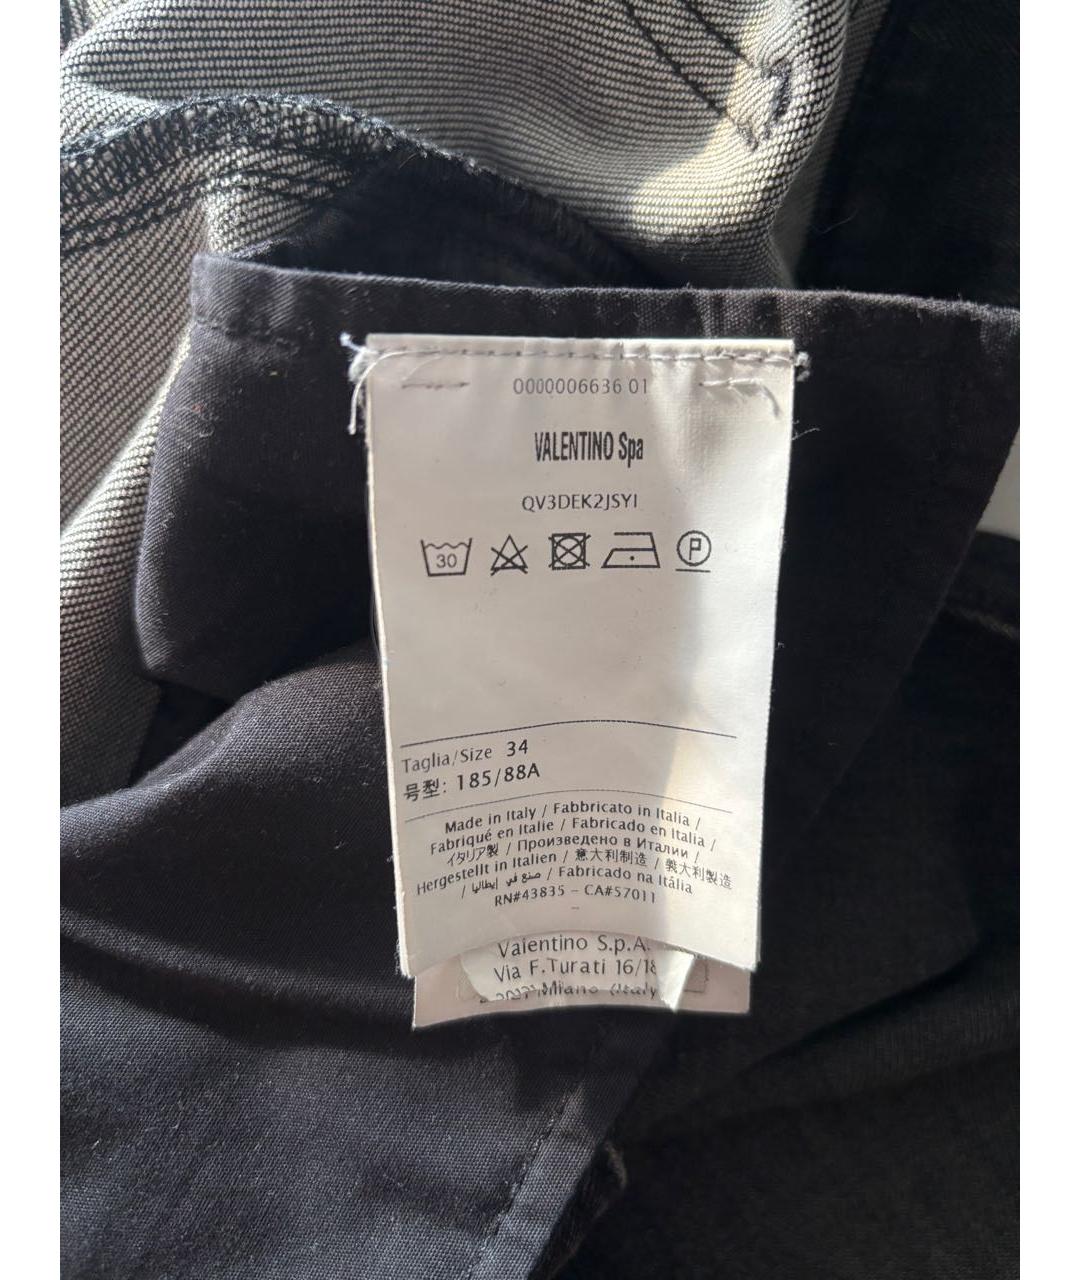 0000006636 01
VALENTINO Spa
QV3DEK2JSYI
30 P
Taglia/Size 34
号型: 185/88A
Made in Italy / Fabbricato in Italia /
Fabriqué en Italie / Fabricado en Italia /
イタリア製 / Произведено в Италии /
Hergestellt in Italien / 意大利制造 / 義大利製造
/ صنع في إيطاليا / Fabricado na Itália
RN#43835 - CA#57011
-
Valentino S.p.A.
Via F.Turati 16/18
Milano (Italy